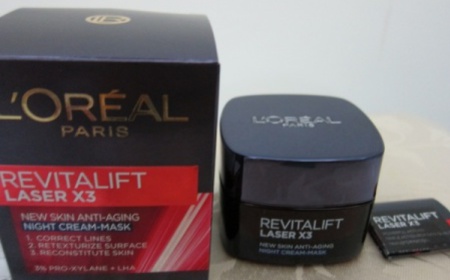 L'ORÉAL
PARIS
REVITALIFT
LASER X3
NEW SKIN ANTI-AGING
NIGHT CREAM-MASK
1. CORRECT LINES
2. RETEXTURIZE SURFACE
3. RECONSTITUTE SKIN
3% PRO-XYLANE + LHA
L'ORÉAL
PARIS
REVITALIFT
LASER X3
NEW SKIN ANTI-AGING
NIGHT CREAM-MASK
REVITALIFT
LASER X3